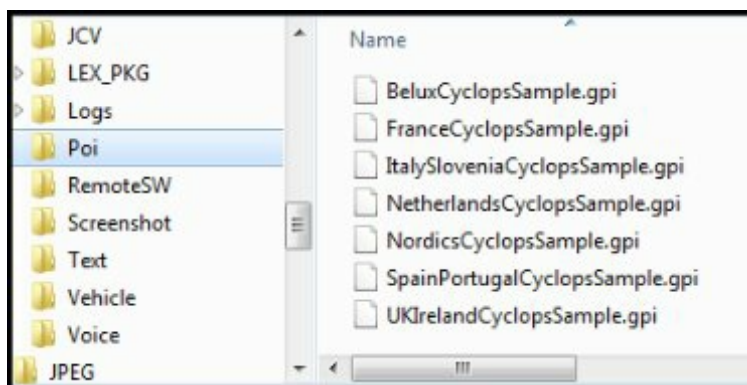 JCV
LEX_PKG
Logs
Poi
RemoteSW
Screenshot
Text
Vehicle
Voice
JPEG
Name
BeluxCyclopsSample.gpi
FranceCyclopsSample.gpi
ItalySloveniaCyclopsSample.gpi
NetherlandsCyclopsSample.gpi
NordicsCyclopsSample.gpi
SpainPortugalCyclopsSample.gpi
UKIrelandCyclopsSample.gpi